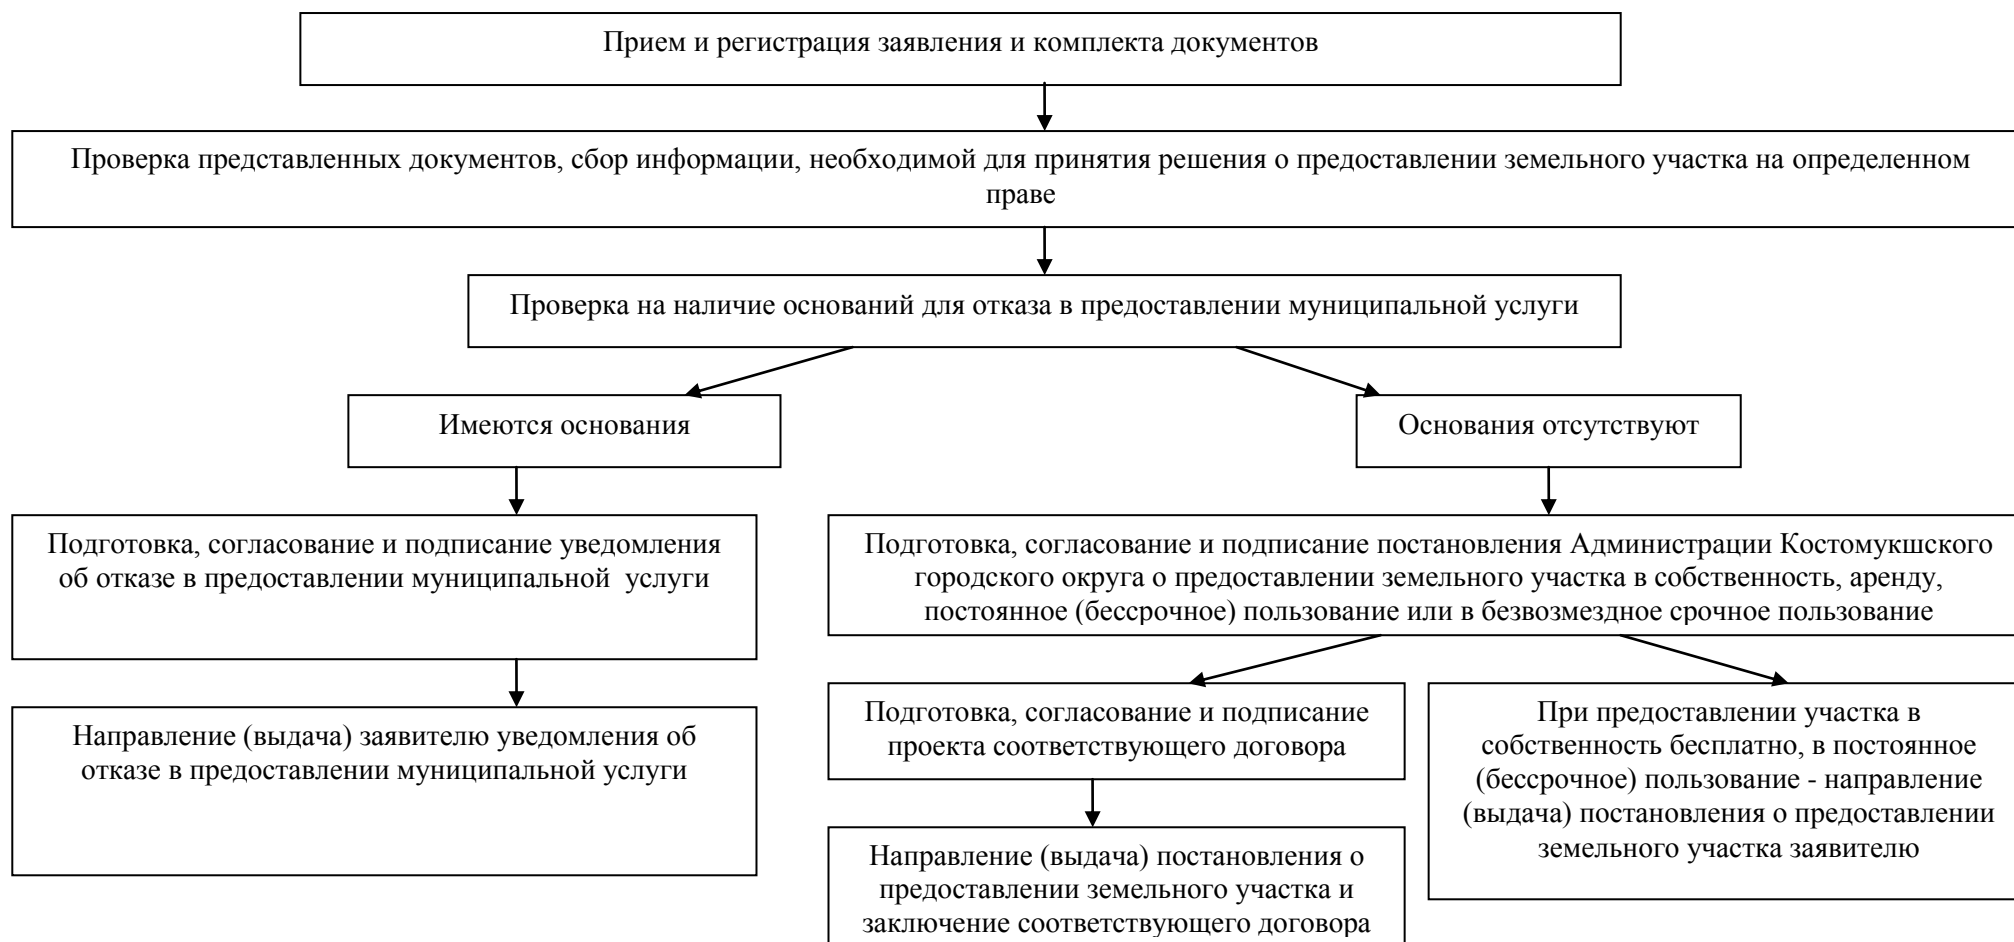 Прием и регистрация заявления и комплекта документов
Проверка представленных документов, сбор информации, необходимой для принятия решения о предоставлении земельного участка на определенном
праве
Проверка на наличие оснований для отказа в предоставлении муниципальной услуги
Имеются основания
Основания отсутствуют
Подготовка, согласование и подписание уведомления
об отказе в предоставлении муниципальной  услуги
Подготовка, согласование и подписание постановления Администрации Костомукшского
городского округа о предоставлении земельного участка в собственность, аренду,
постоянное (бессрочное) пользование или в безвозмездное срочное пользование
Направление (выдача) заявителю уведомления об
отказе в предоставлении муниципальной услуги
Подготовка, согласование и подписание
проекта соответствующего договора
При предоставлении участка в
собственность бесплатно, в постоянное
(бессрочное) пользование - направление
(выдача) постановления о предоставлении
земельного участка заявителю
Направление (выдача) постановления о
предоставлении земельного участка и
заключение соответствующего договора